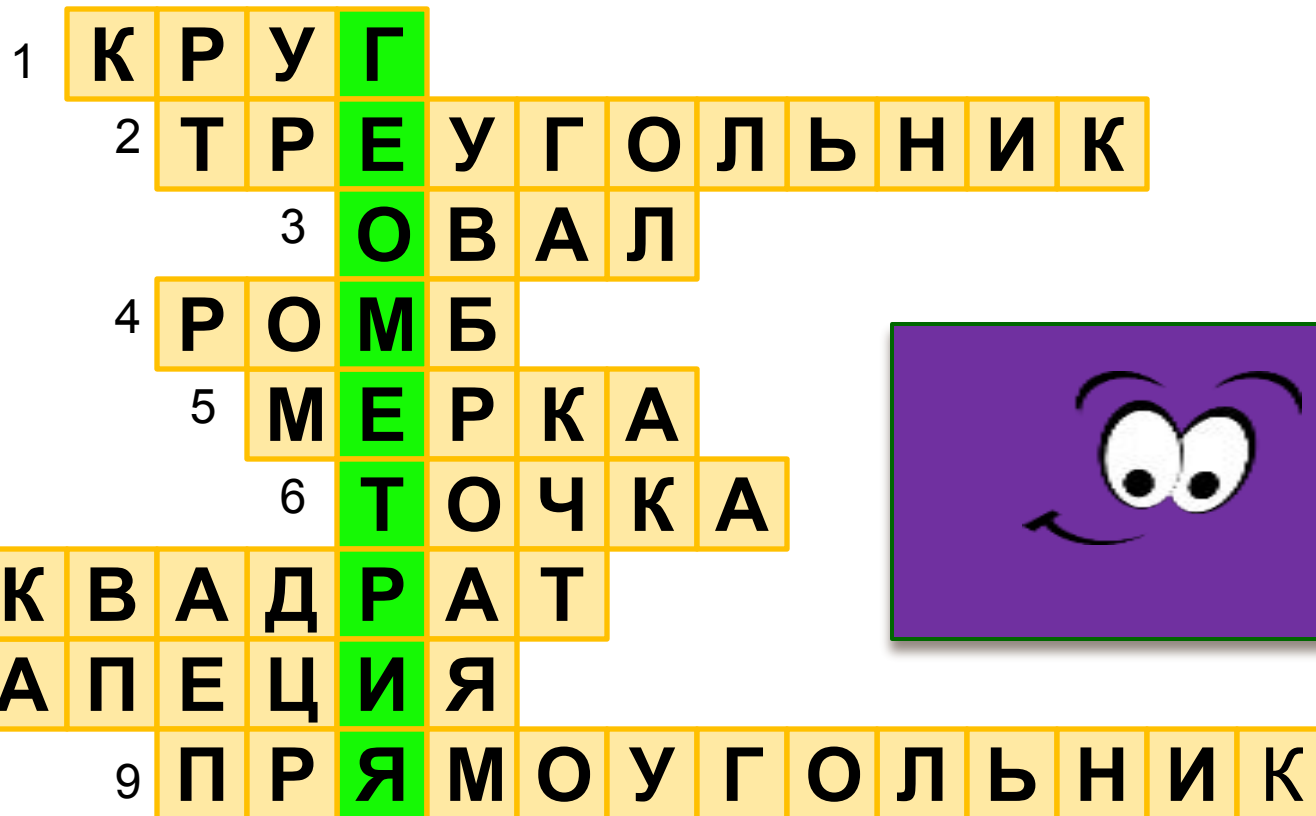 1 КРУГ
2 ТРЕУГОЛЬНИК
3 ОВАЛ
4 РОМБ
5 МЕРКА
6 ТОЧКА
КВАДРАТ
АПЕЦИЯ
9 ПРЯМОУГОЛЬНИК